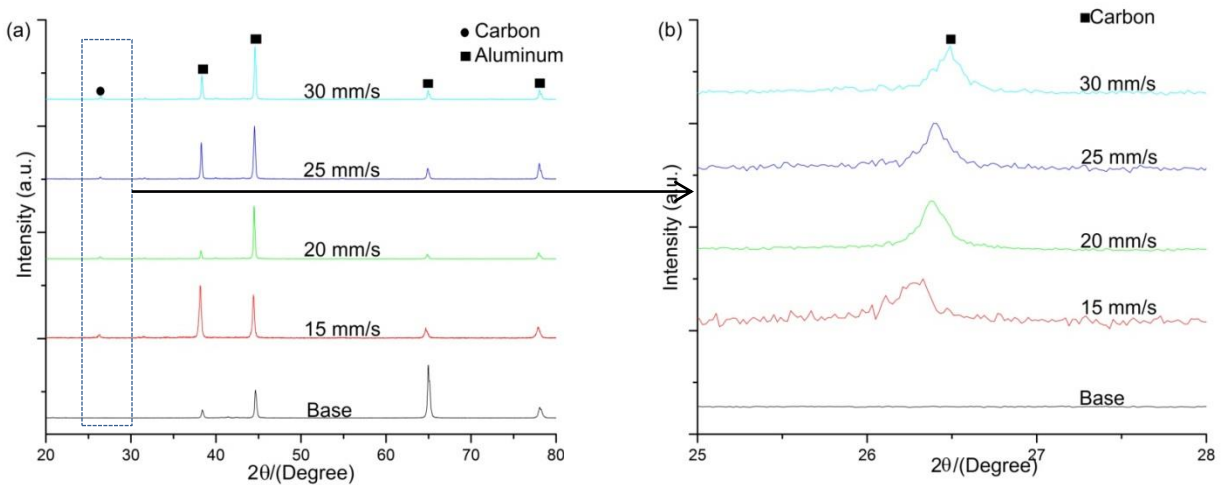 (a)
● Carbon
■ Aluminum
30 mm/s
25 mm/s
20 mm/s
15 mm/s
Base
Intensity (a.u.)
20 30 40 50 60 70 80
2θ/(Degree)
(b)
■Carbon
30 mm/s
25 mm/s
20 mm/s
15 mm/s
Base
Intensity (a.u.)
25 26 27 28
2θ/(Degree)